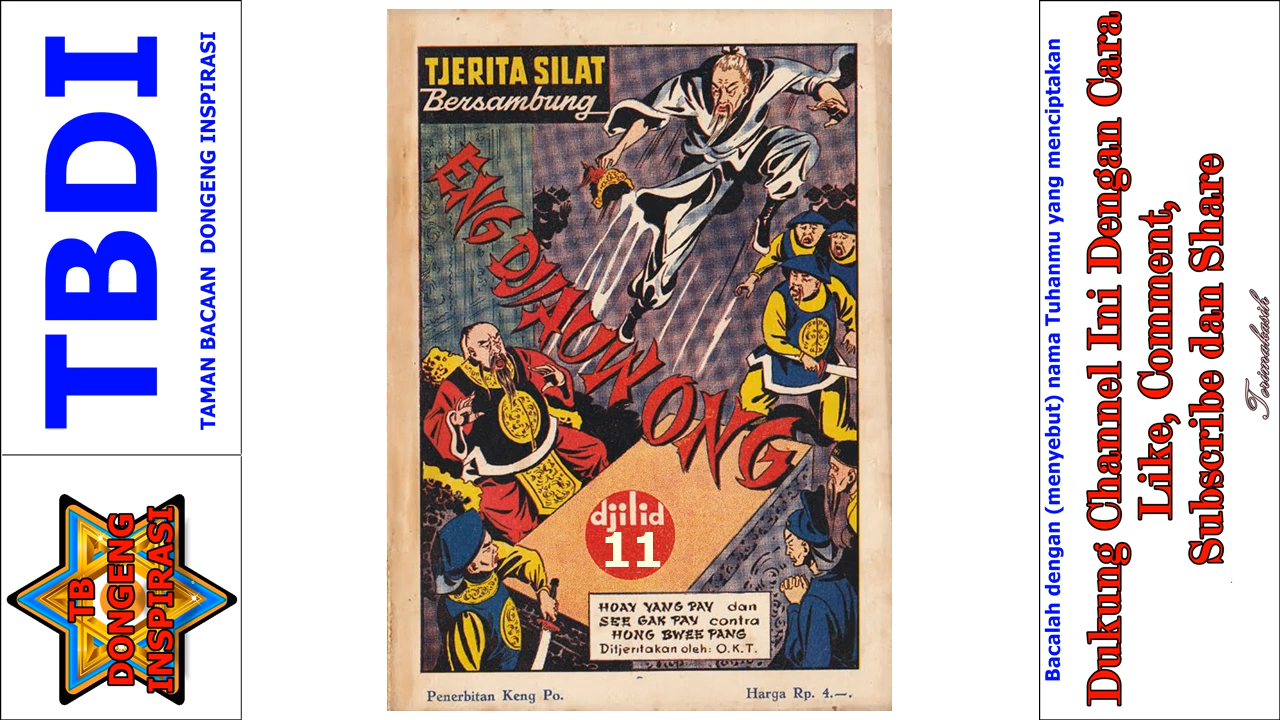 TBDI
TAMAN BACAAN DONGENG INSPIRASI
TB
DONGENG
INSPIRASI
TJERITA SILAT
Bersambung
ENG DJIAUW ONG
djilid
11
HOAY YANG PAY dan
SEE GAK PAY contra
HONG BWEE PANG
Ditjeritakan oleh: O.K.T.
Penerbitan Keng Po.
Harga Rp. 4.—.
Bacalah dengan (menyebut) nama Tuhanmu yang menciptakan
Dukung Channel Ini Dengan Cara
Like, Comment,
Subscribe dan Share
Terimakasih